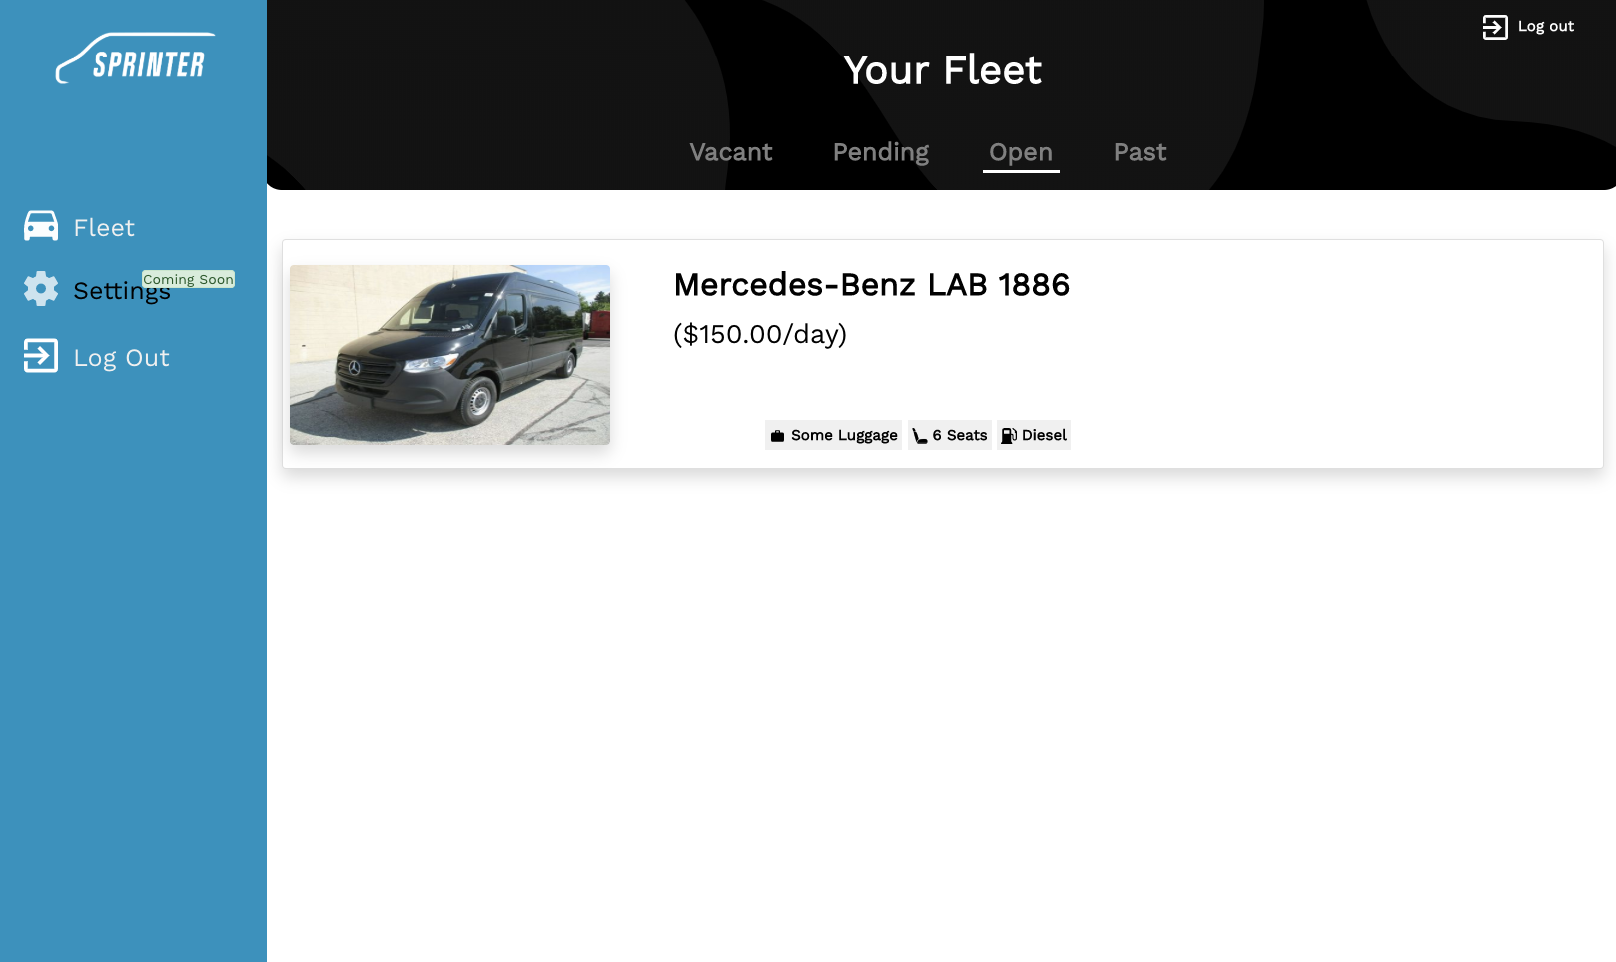 SPRINTER
Fleet
Settings
Coming Soon
Log Out
Log out
Your Fleet
Vacant Pending Open Past
Mercedes-Benz LAB 1886
($150.00/day)
Some Luggage 6 Seats Diesel